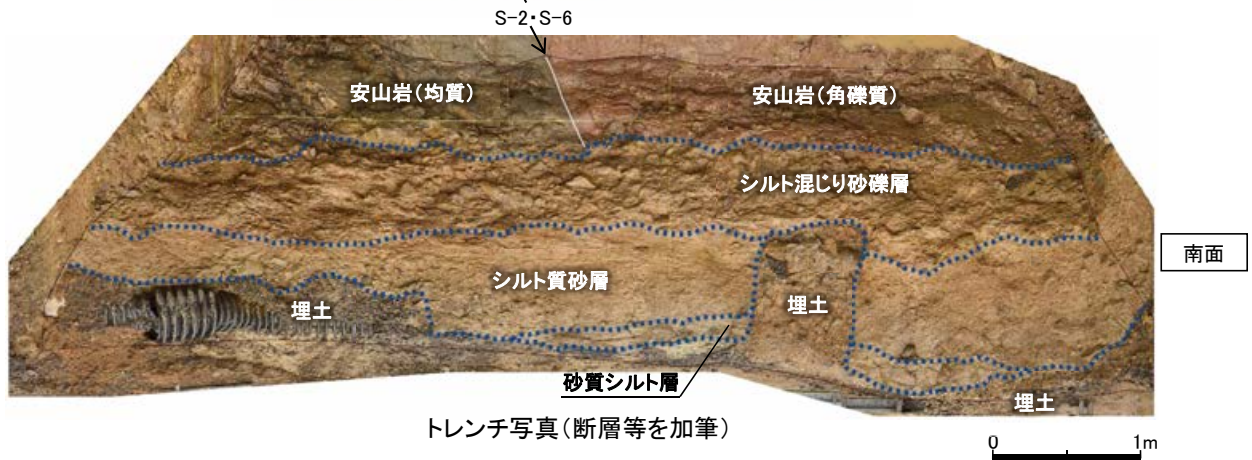 S-2・S-6
安山岩(均質)
安山岩(角礫質)
シルト混じり砂礫層
南面
シルト質砂層
埋土
埋土
砂質シルト層
埋土
トレンチ写真(断層等を加筆)
0 1m